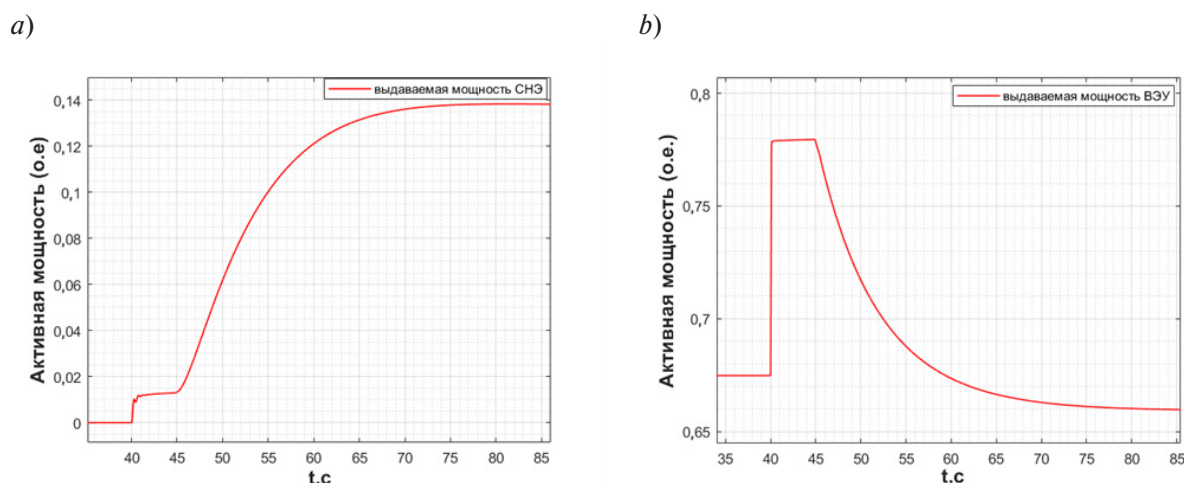 a)
выдаваемая мощность СНЭ
Активная мощность (о.е)
0,14
0,12
0,1
0,08
0,06
0,04
0,02
0
40 45 50 55 60 65 70 75 80 85
t,c
b)
выдаваемая мощность ВЭУ
Активная мощность (о.е.)
0,8
0,75
0,7
0,65
35 40 45 50 55 60 65 70 75 80 85
t,c